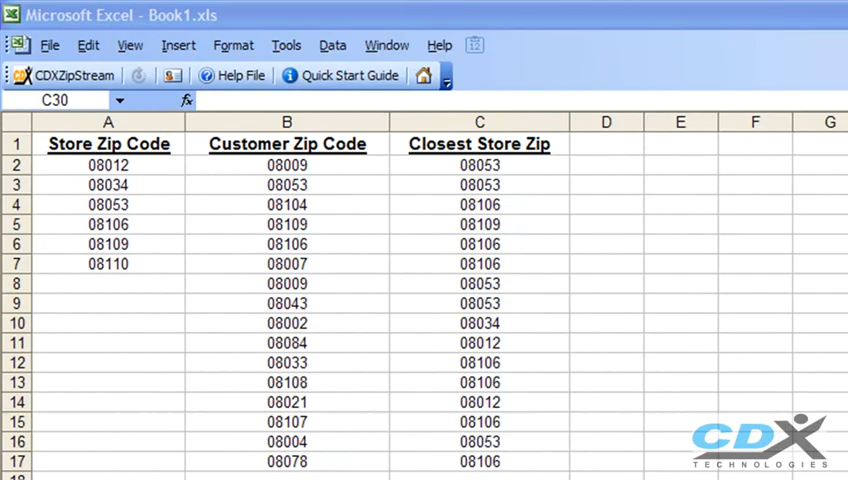 Microsoft Excel - Book1.xls
File Edit View Insert Format Tools Data Window Help 12
CDXZipStream Help File Quick Start Guide
C30 fx
A B C D E F G
1 Store Zip Code Customer Zip Code Closest Store Zip
2 08012 08009 08053
3 08034 08053 08053
4 08053 08104 08106
5 08106 08109 08109
6 08109 08106 08106
7 08110 08007 08106
8 08009 08053
9 08043 08053
10 08002 08034
11 08084 08012
12 08033 08106
13 08108 08106
14 08021 08012
15 08107 08106
16 08004 08053
17 08078 08106
18
CDX
TECHNOLOGIES